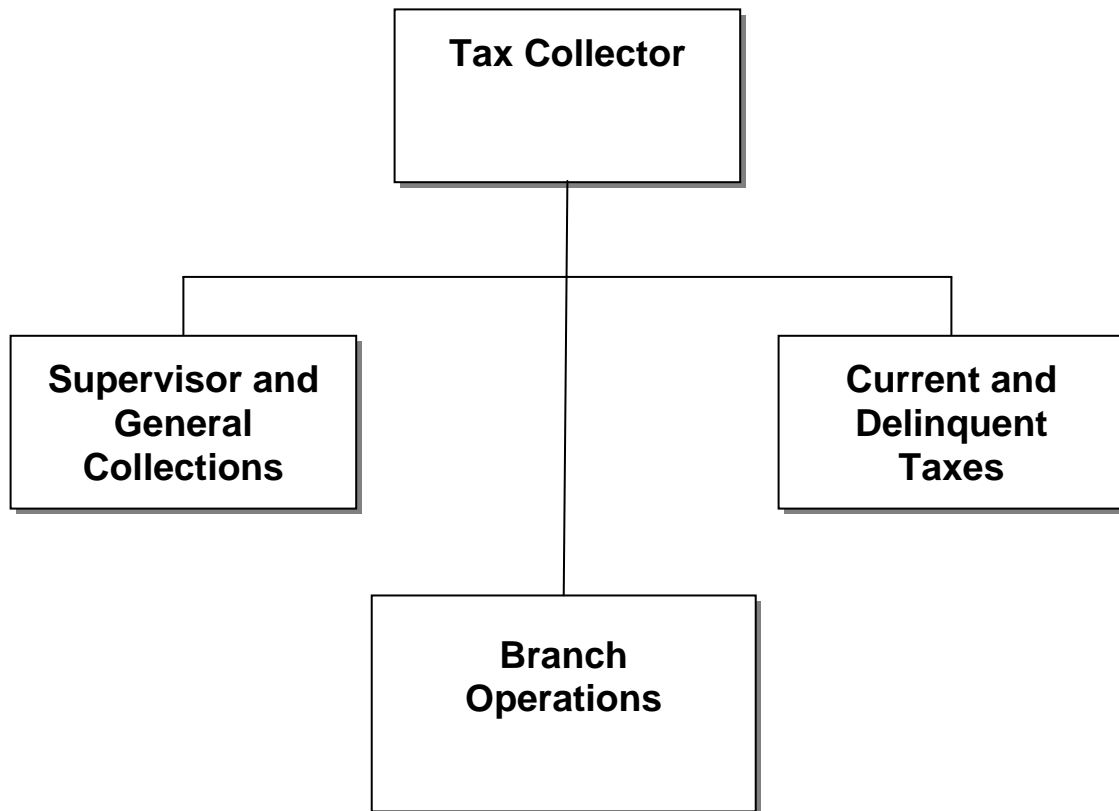 Tax Collector
Supervisor and
General
Collections
Current and
Delinquent
Taxes
Branch
Operations